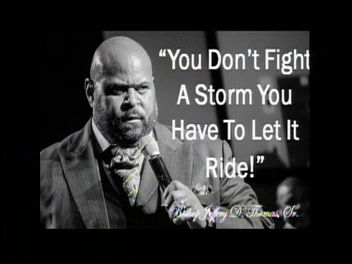 “You Don’t Fight
A Storm You
Have To Let It
Ride!”
Bishop Jeffery D. Thomas, Sr.